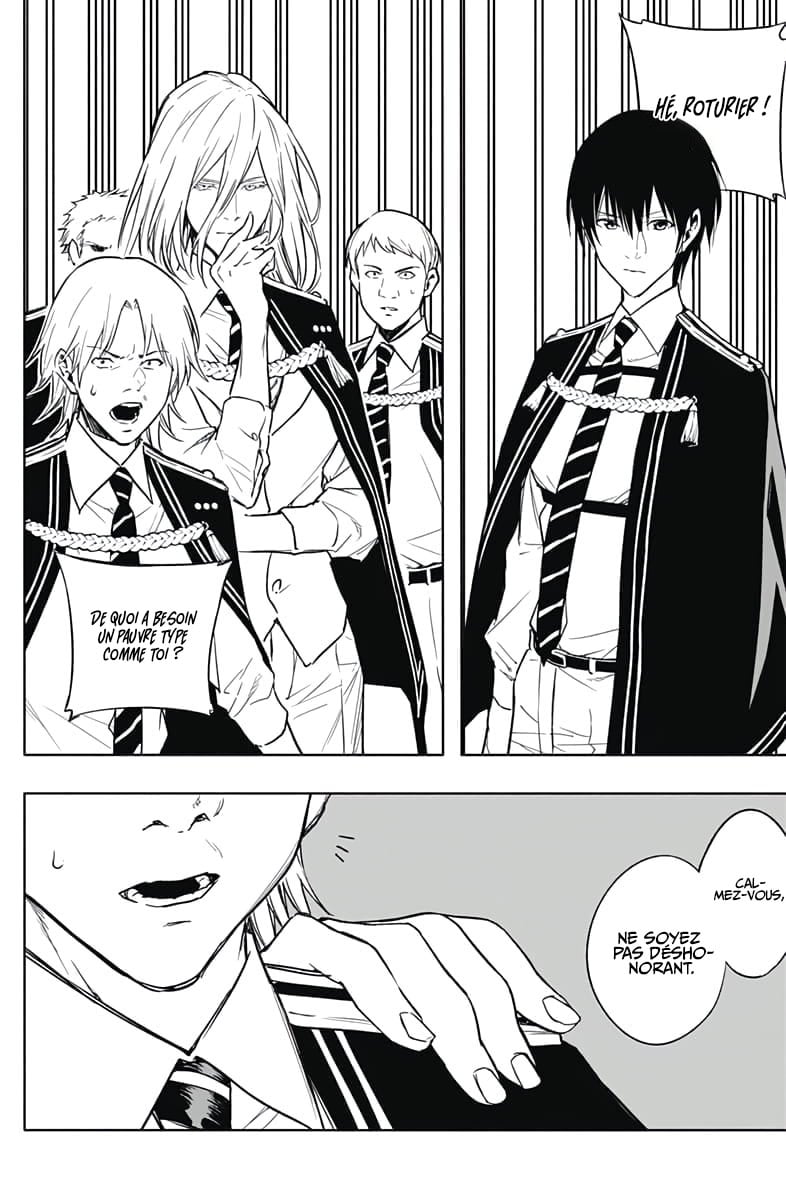 HÉ, ROTURIER !
DE QUOI A BESOIN
UN PAUVRE TYPE
COMME TOI ?
CAL-
MEZ-VOUS,
NE SOYEZ
PAS DÉSHO-
NORANT.